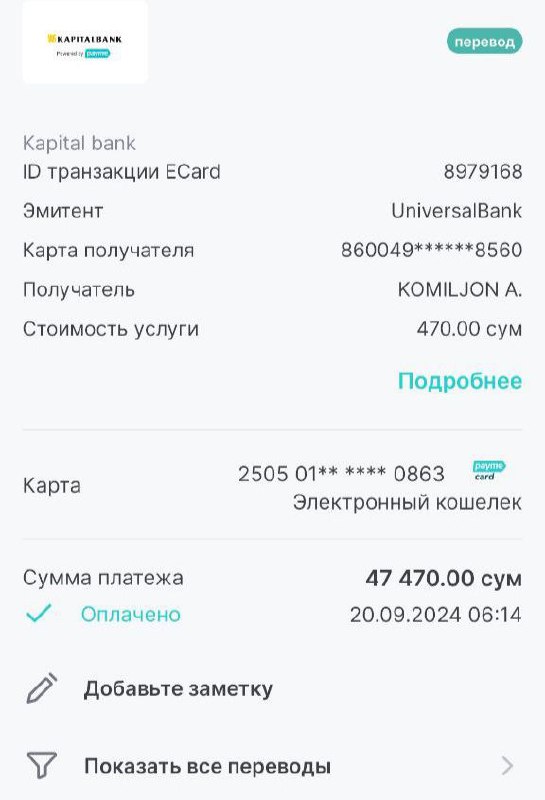 KAPITALBANK
Powered by payme
перевод
Kapital bank
ID транзакции ECard 8979168
Эмитент UniversalBank
Карта получателя 860049******8560
Получатель KOMILJON A.
Стоимость услуги 470.00 сум
Подробнее
Карта 2505 01** **** 0863 payme card
Электронный кошелек
Сумма платежа 47 470.00 сум
Оплачено 20.09.2024 06:14
Добавьте заметку
Показать все переводы